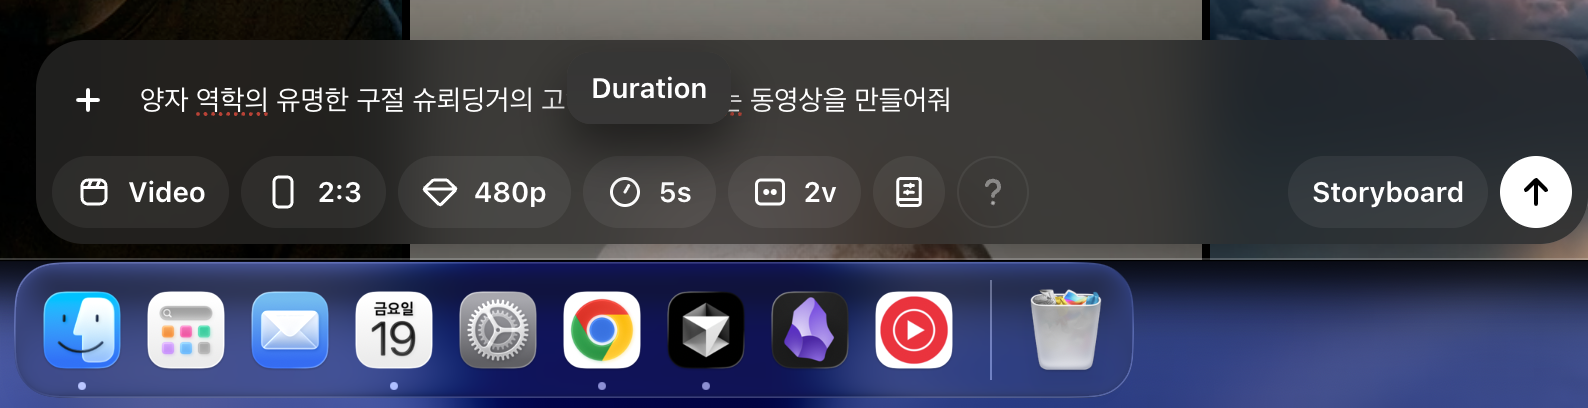 양자 역학의 유명한 구절 슈뢰딩거의 고 동영상을 만들어줘
Duration
Video
2:3
480p
5s
2v
?
Storyboard
금요일
19